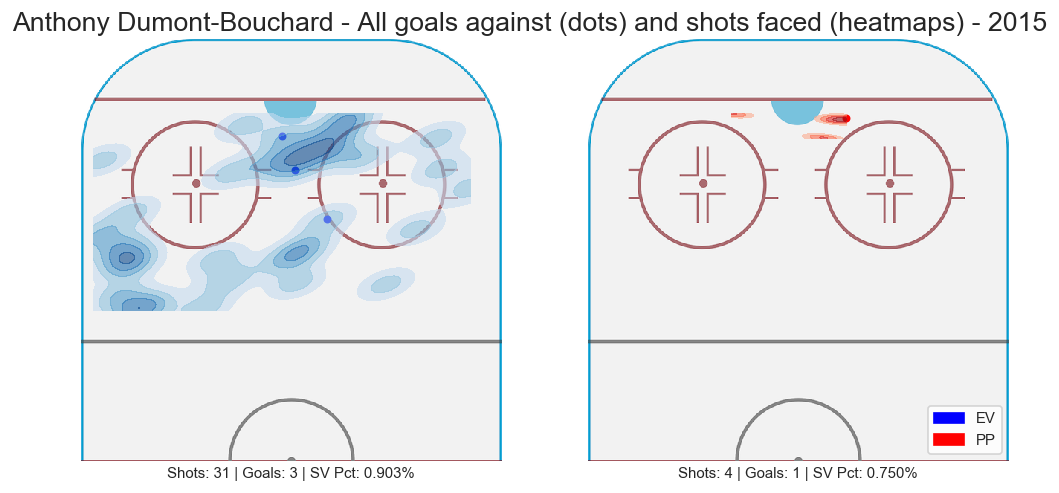 Anthony Dumont-Bouchard - All goals against (dots) and shots faced (heatmaps) - 2015
EV
PP
Shots: 31 | Goals: 3 | SV Pct: 0.903%
Shots: 4 | Goals: 1 | SV Pct: 0.750%